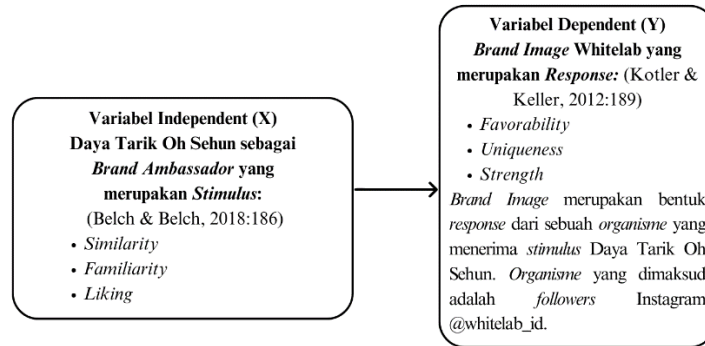 Variabel Independent (X)
Daya Tarik Oh Sehun sebagai
Brand Ambassador yang
merupakan Stimulus:
(Belch & Belch, 2018:186)
• Similarity
• Familiarity
• Liking
Variabel Dependent (Y)
Brand Image Whitelab yang
merupakan Response: (Kotler &
Keller, 2012:189)
• Favorability
• Uniqueness
• Strength
Brand Image merupakan bentuk
response dari sebuah organisme yang
menerima stimulus Daya Tarik Oh
Sehun. Organisme yang dimaksud
adalah followers Instagram
@whitelab_id.